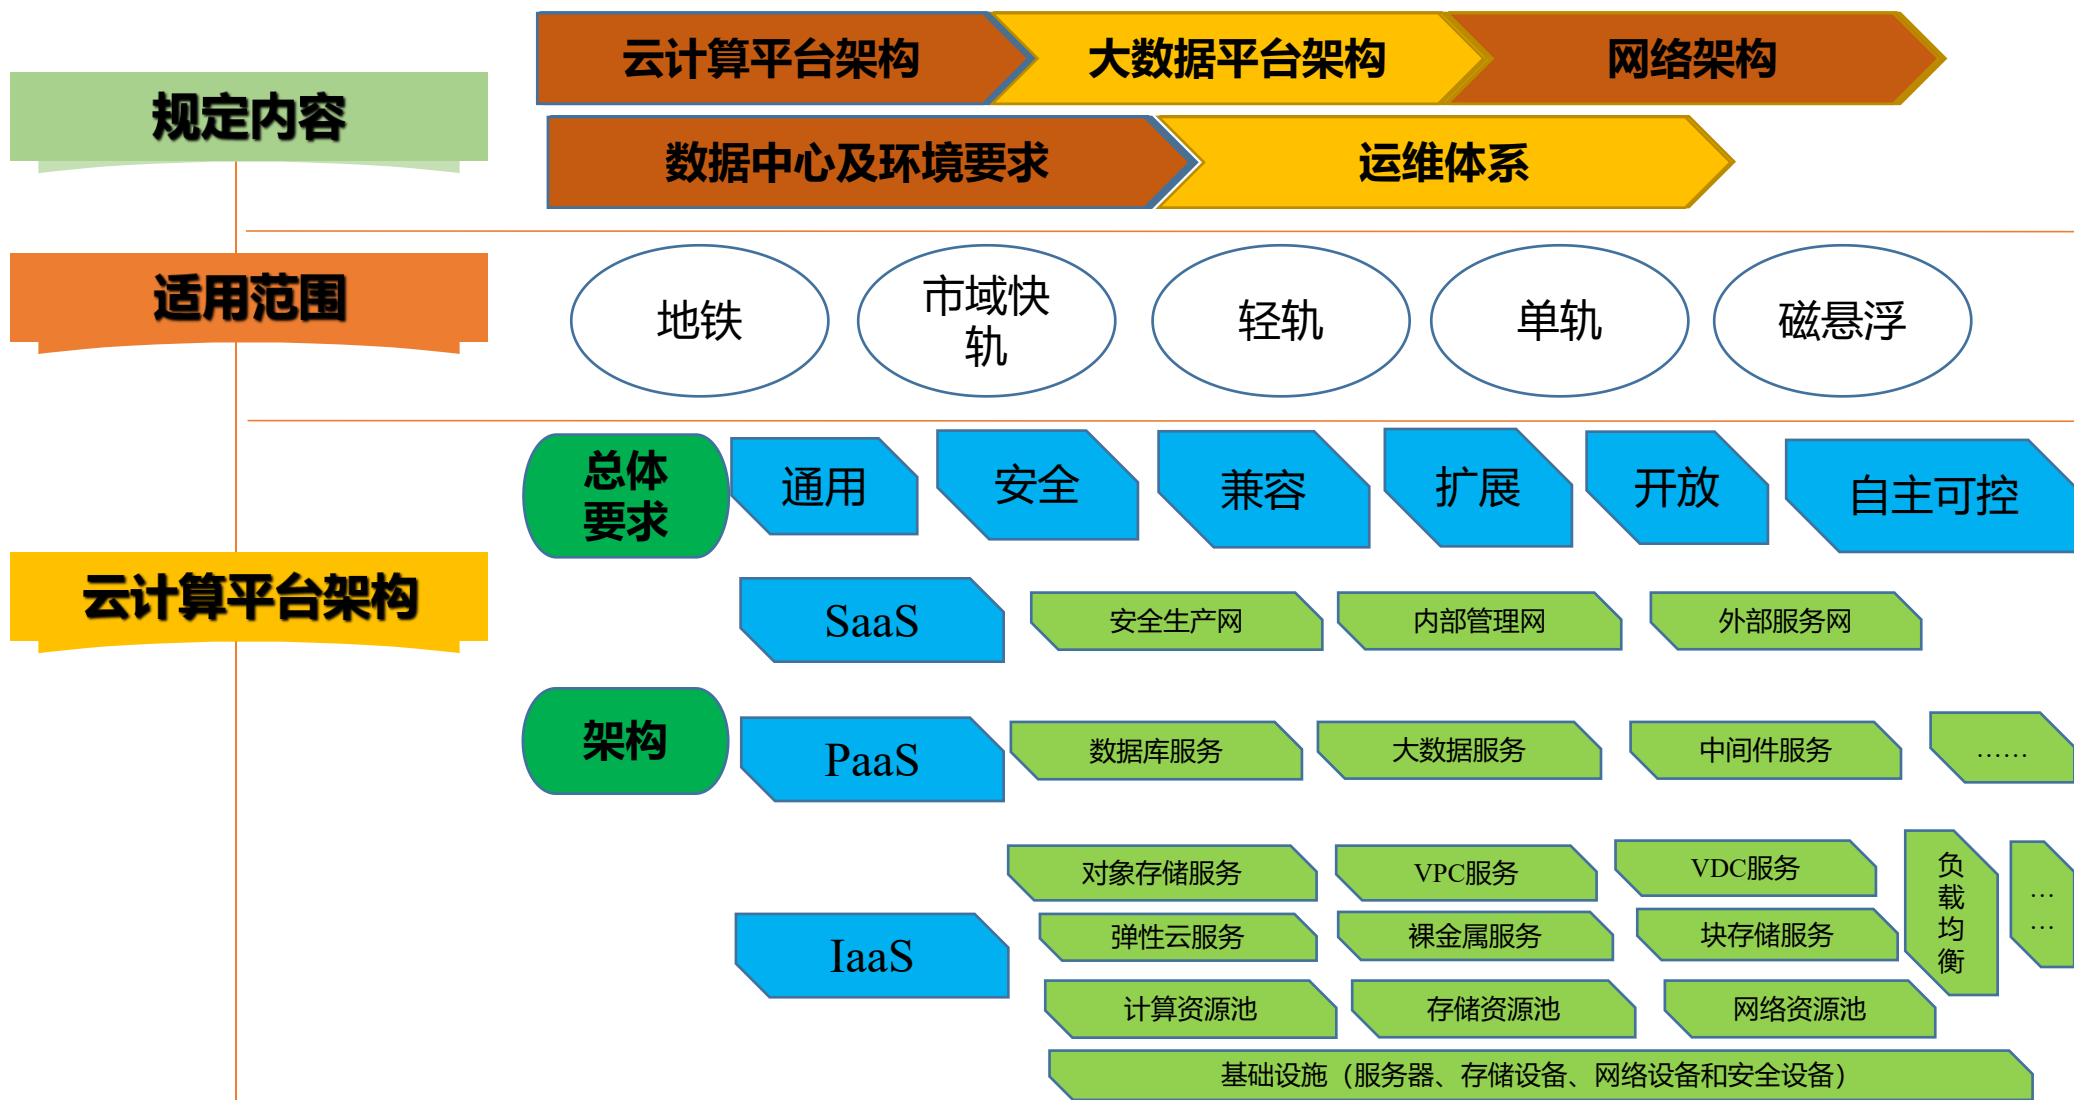 规定内容
云计算平台架构
大数据平台架构
网络架构
数据中心及环境要求
运维体系
适用范围
地铁
市域快
轨
轻轨
单轨
磁悬浮
云计算平台架构
总体
要求
通用
安全
兼容
扩展
开放
自主可控
架构
SaaS
安全生产网
内部管理网
外部服务网
PaaS
数据库服务
大数据服务
中间件服务
……
IaaS
对象存储服务
VPC服务
VDC服务
负
载
均
衡
…
…
弹性云服务
裸金属服务
块存储服务
计算资源池
存储资源池
网络资源池
基础设施（服务器、存储设备、网络设备和安全设备）